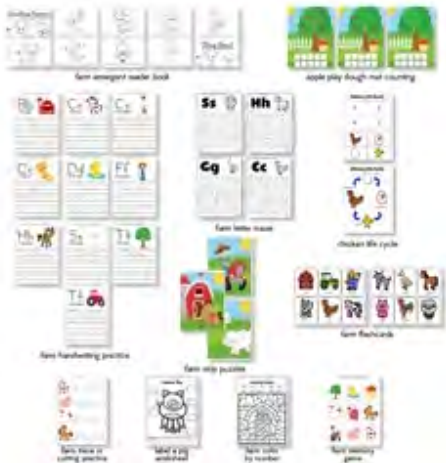 farm emergent reader book
apple play dough mat counting
Ss Hh
Gg Cc
farm letter maze
chicken life cycle
farm handwriting practice
farm strip puzzles
farm flashcards
farm trace or
cutting practice
label a pig
worksheet
farm color
by number
farm memory
game